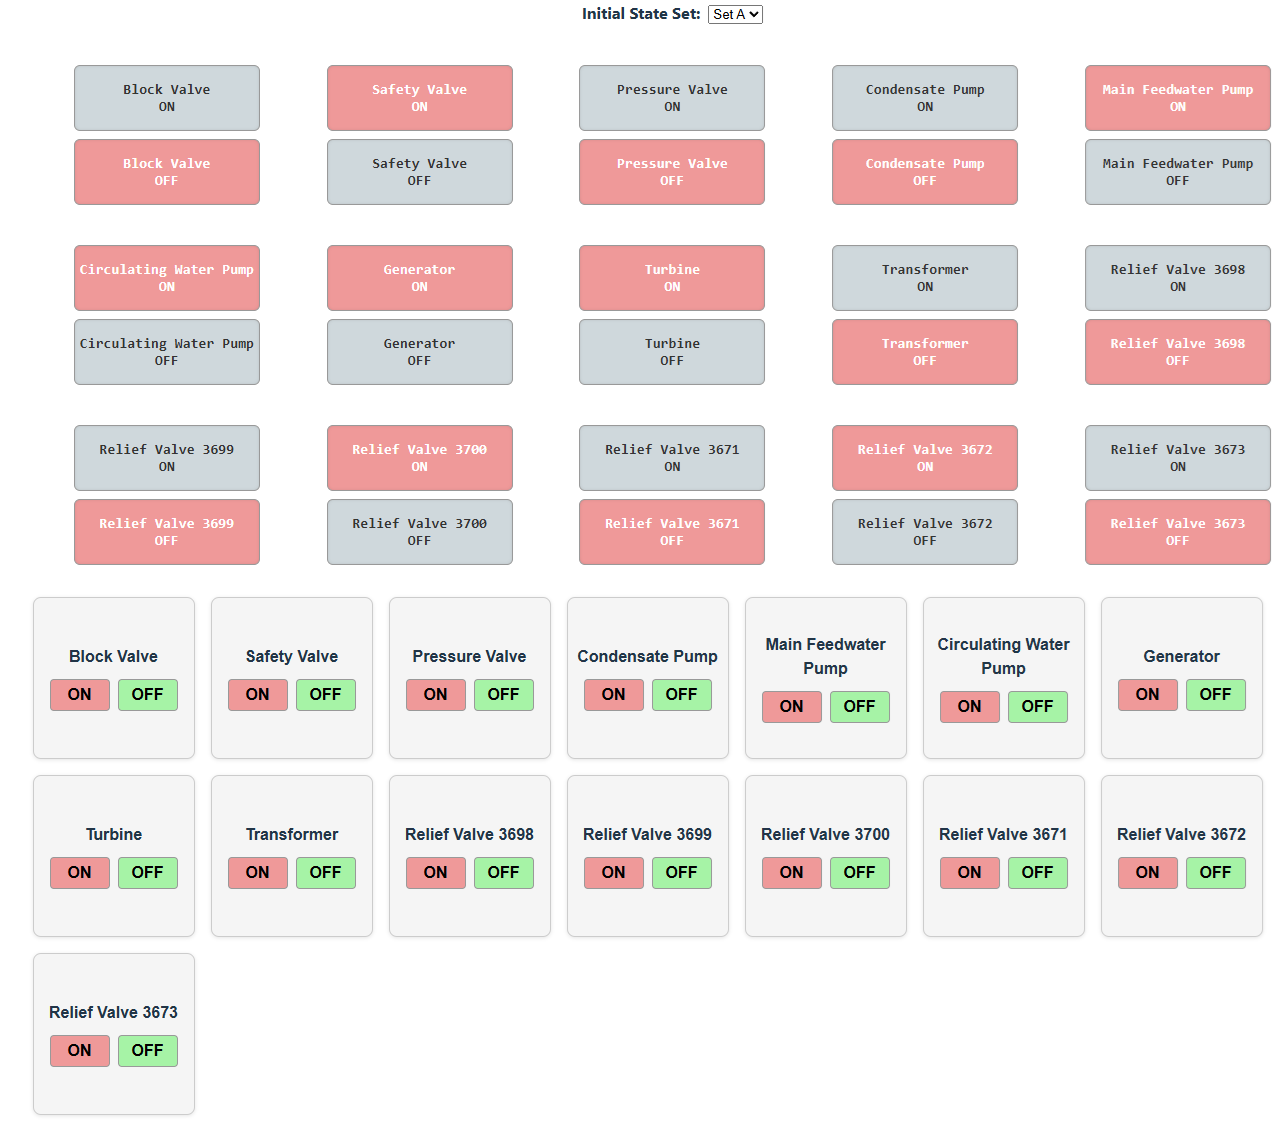 Initial State Set: Set A
Block Valve
ON
Safety Valve
ON
Pressure Valve
ON
Condensate Pump
ON
Main Feedwater Pump
ON
Block Valve
OFF
Safety Valve
OFF
Pressure Valve
OFF
Condensate Pump
OFF
Main Feedwater Pump
OFF
Circulating Water Pump
ON
Generator
ON
Turbine
ON
Transformer
ON
Relief Valve 3698
ON
Circulating Water Pump
OFF
Generator
OFF
Turbine
OFF
Transformer
OFF
Relief Valve 3698
OFF
Relief Valve 3699
ON
Relief Valve 3700
ON
Relief Valve 3671
ON
Relief Valve 3672
ON
Relief Valve 3673
ON
Relief Valve 3699
OFF
Relief Valve 3700
OFF
Relief Valve 3671
OFF
Relief Valve 3672
OFF
Relief Valve 3673
OFF
Block Valve
ON OFF
Safety Valve
ON OFF
Pressure Valve
ON OFF
Condensate Pump
ON OFF
Main Feedwater
Pump
ON OFF
Circulating Water
Pump
ON OFF
Generator
ON OFF
Turbine
ON OFF
Transformer
ON OFF
Relief Valve 3698
ON OFF
Relief Valve 3699
ON OFF
Relief Valve 3700
ON OFF
Relief Valve 3671
ON OFF
Relief Valve 3672
ON OFF
Relief Valve 3673
ON OFF